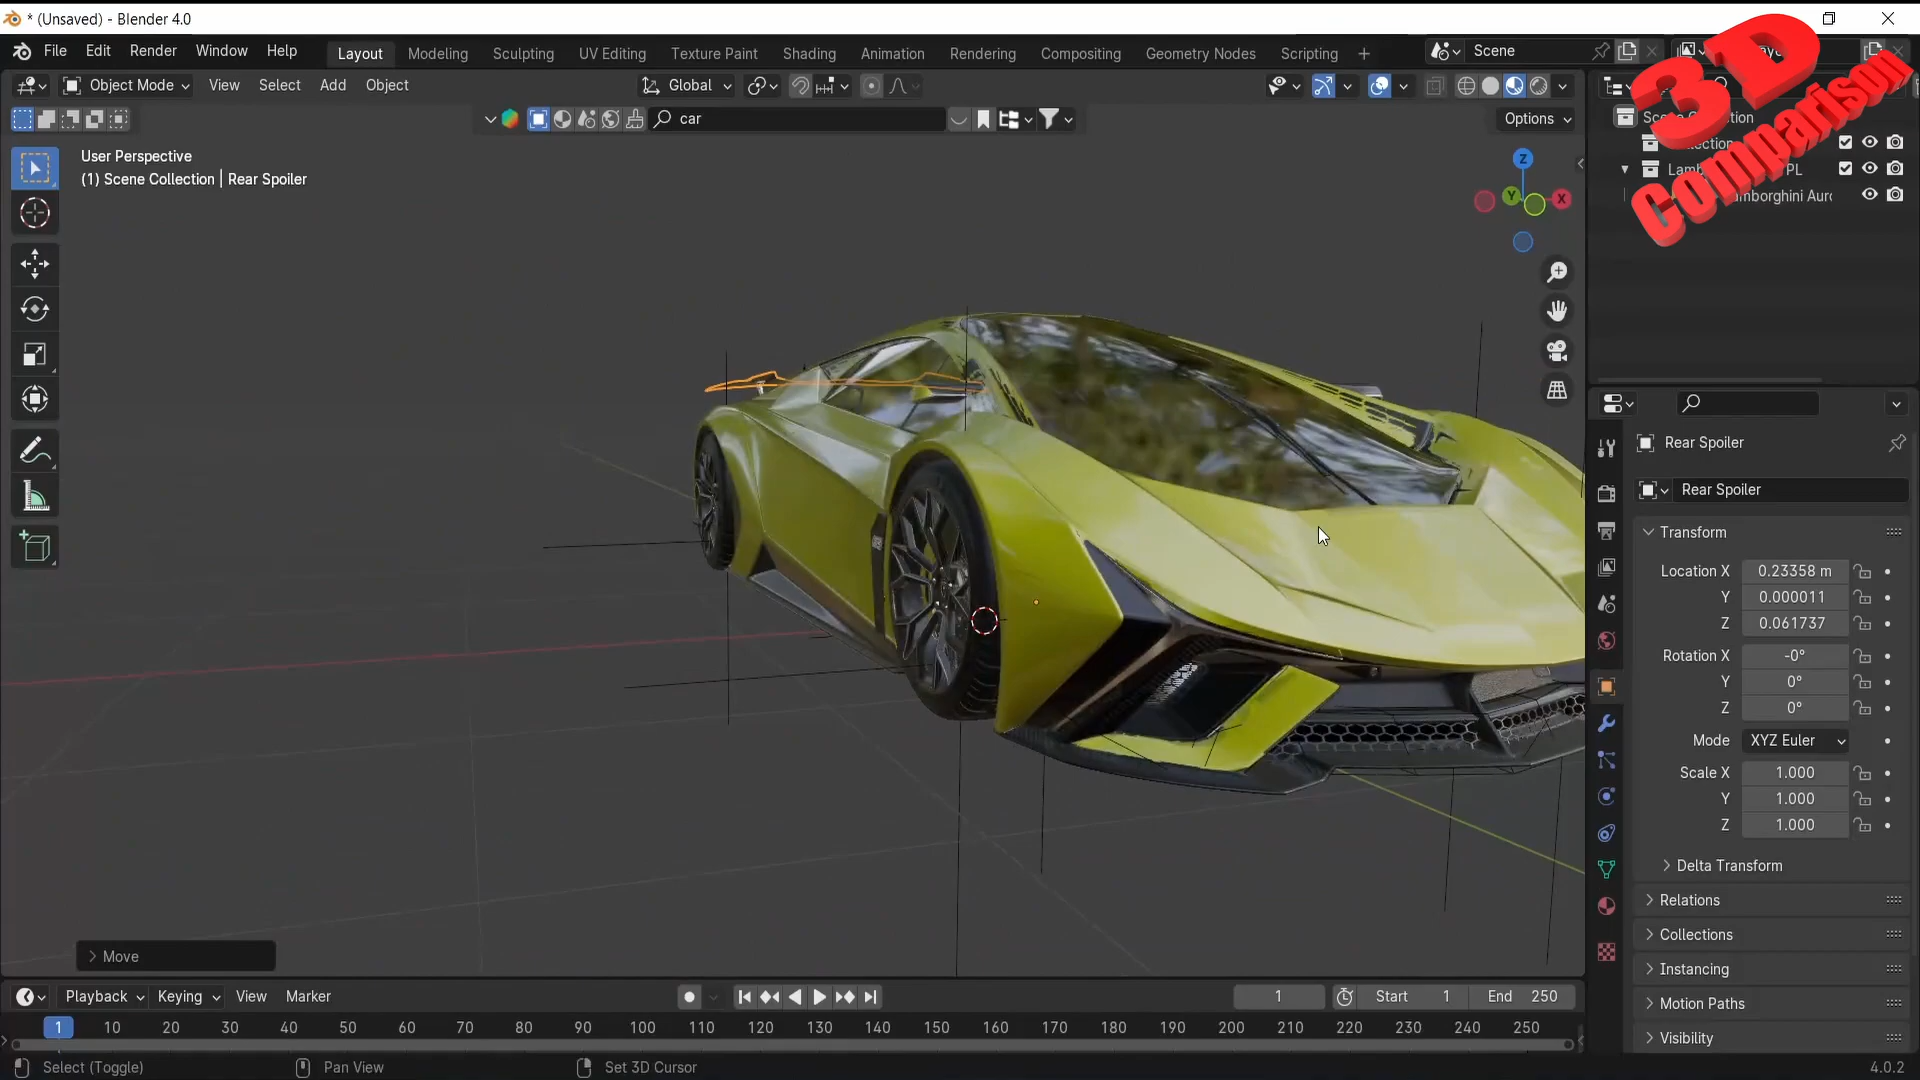 * (Unsaved) - Blender 4.0
File Edit Render Window Help
Layout Modeling Sculpting UV Editing Texture Paint Shading Animation Rendering Compositing Geometry Nodes Scripting +
Scene
Object Mode View Select Add Object
Global
car
Options
User Perspective
(1) Scene Collection | Rear Spoiler
Z
Y
X
3D
Comparison
Rear Spoiler
Rear Spoiler
Transform
Location X 0.23358 m
Y 0.000011
Z 0.061737
Rotation X -0°
Y 0°
Z 0°
Mode XYZ Euler
Scale X 1.000
Y 1.000
Z 1.000
Delta Transform
Relations
Collections
Instancing
Motion Paths
Visibility
Move
Playback Keying View Marker
1
Start 1
End 250
1 10 20 30 40 50 60 70 80 90 100 110 120 130 140 150 160 170 180 190 200 210 220 230 240 250
Select (Toggle)
Pan View
Set 3D Cursor
4.0.2